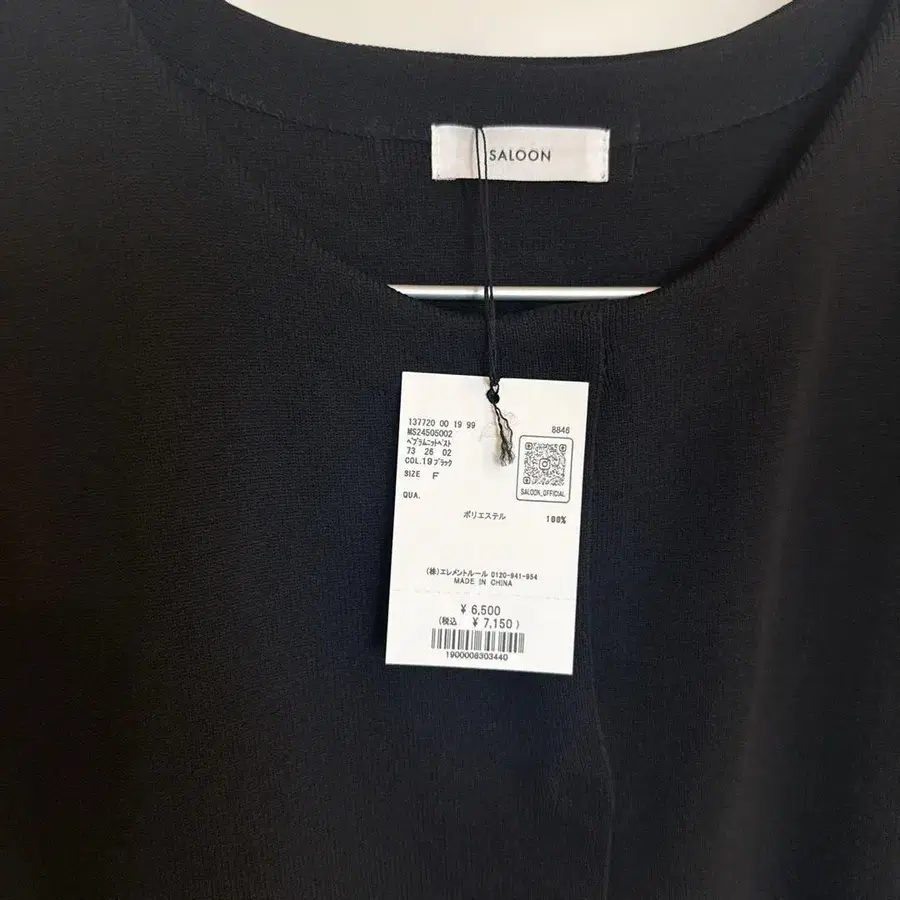 SALOON
137720 00 19 99
8846
MS24505002
ペプラムニットベスト
73 26 02
COL.19ブラック
SIZE F
SALOON_OFFICIAL
QUA.
ポリエステル 100%
(株)エレメントルール 0120-941-954
MADE IN CHINA
¥ 6,500
(税込 ¥ 7,150 )
1900008303440